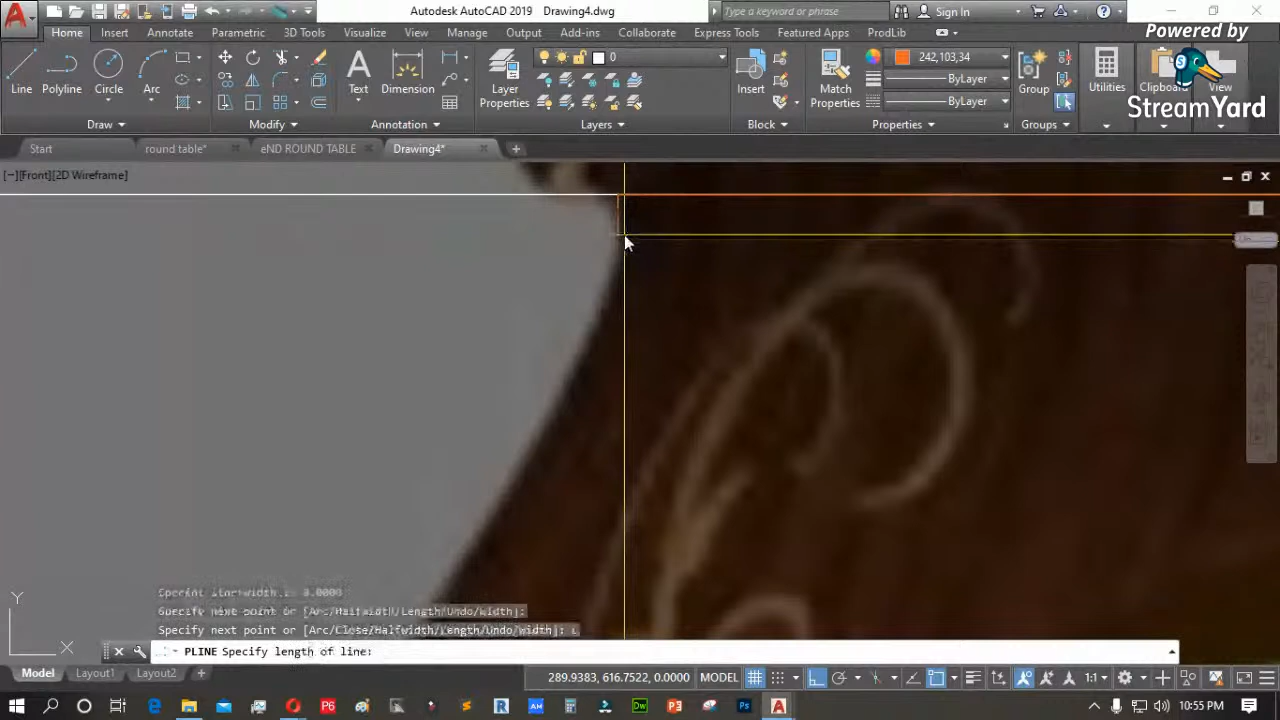 Autodesk AutoCAD 2019 Drawing4.dwg
Type a keyword or phrase
Sign In
Powered by
StreamYard
Home Insert Annotate Parametric 3D Tools Visualize View Manage Output Add-ins Collaborate Express Tools Featured Apps ProdLib
0
242,103,34
ByLayer
ByLayer
Line Polyline Circle Arc Text Dimension Layer Properties Insert Match Properties Group Utilities Clipboard View
Draw Modify Annotation Layers Block Properties Groups
Start round table* eND ROUND TABLE Drawing4*
[−][Front][2D Wireframe]
Y
X
Specify next point or [Arc/Halfwidth/Length/Undo/Width]:
Specify next point or [Arc/Close/Halfwidth/Length/Undo/Width]: L
PLINE Specify length of line:
Model Layout1 Layout2 289.9383, 616.7522, 0.0000 MODEL 1:1
10:55 PM